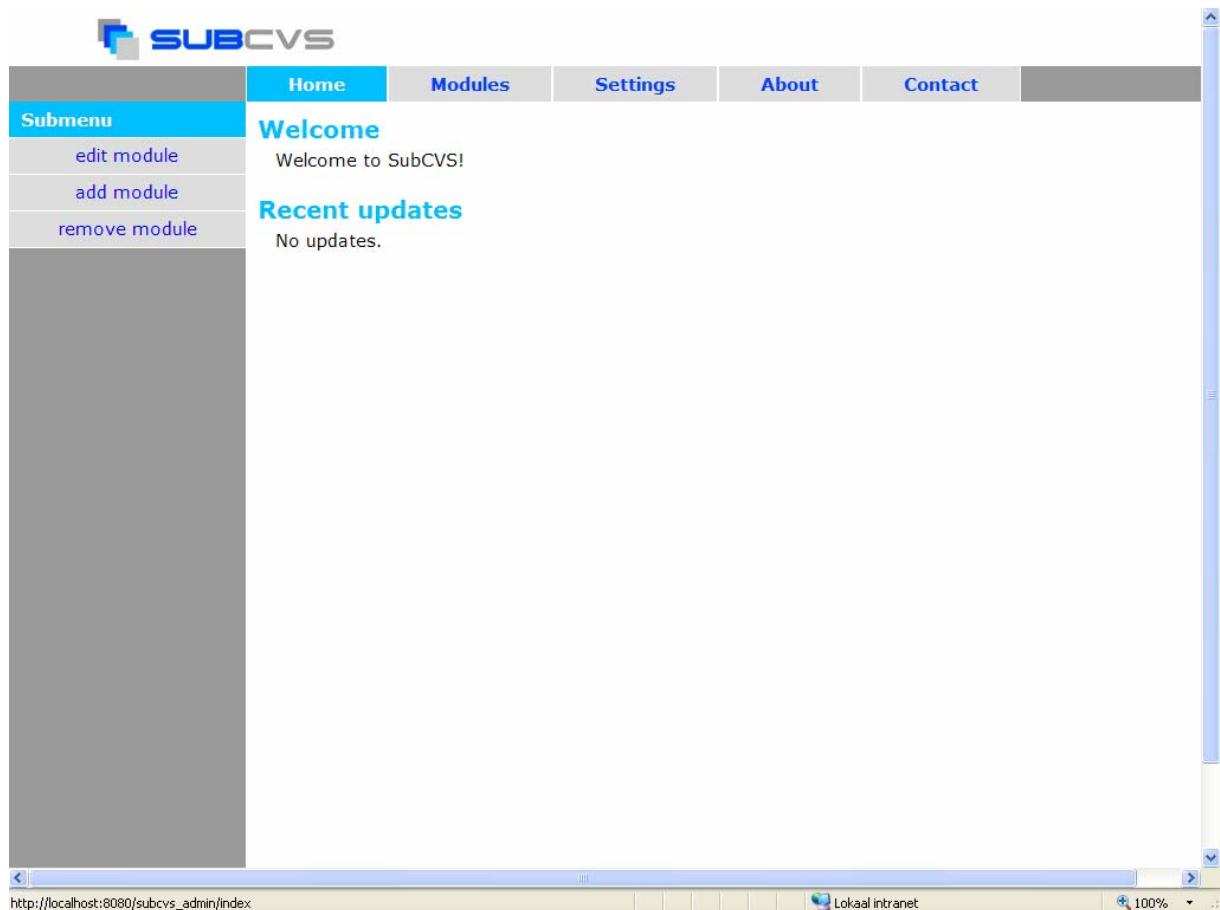 SUBCVS
Home Modules Settings About Contact
Submenu
edit module
add module
remove module
Welcome
Welcome to SubCVS!
Recent updates
No updates.
http://localhost:8080/subcvs_admin/index Lokaal intranet 100%